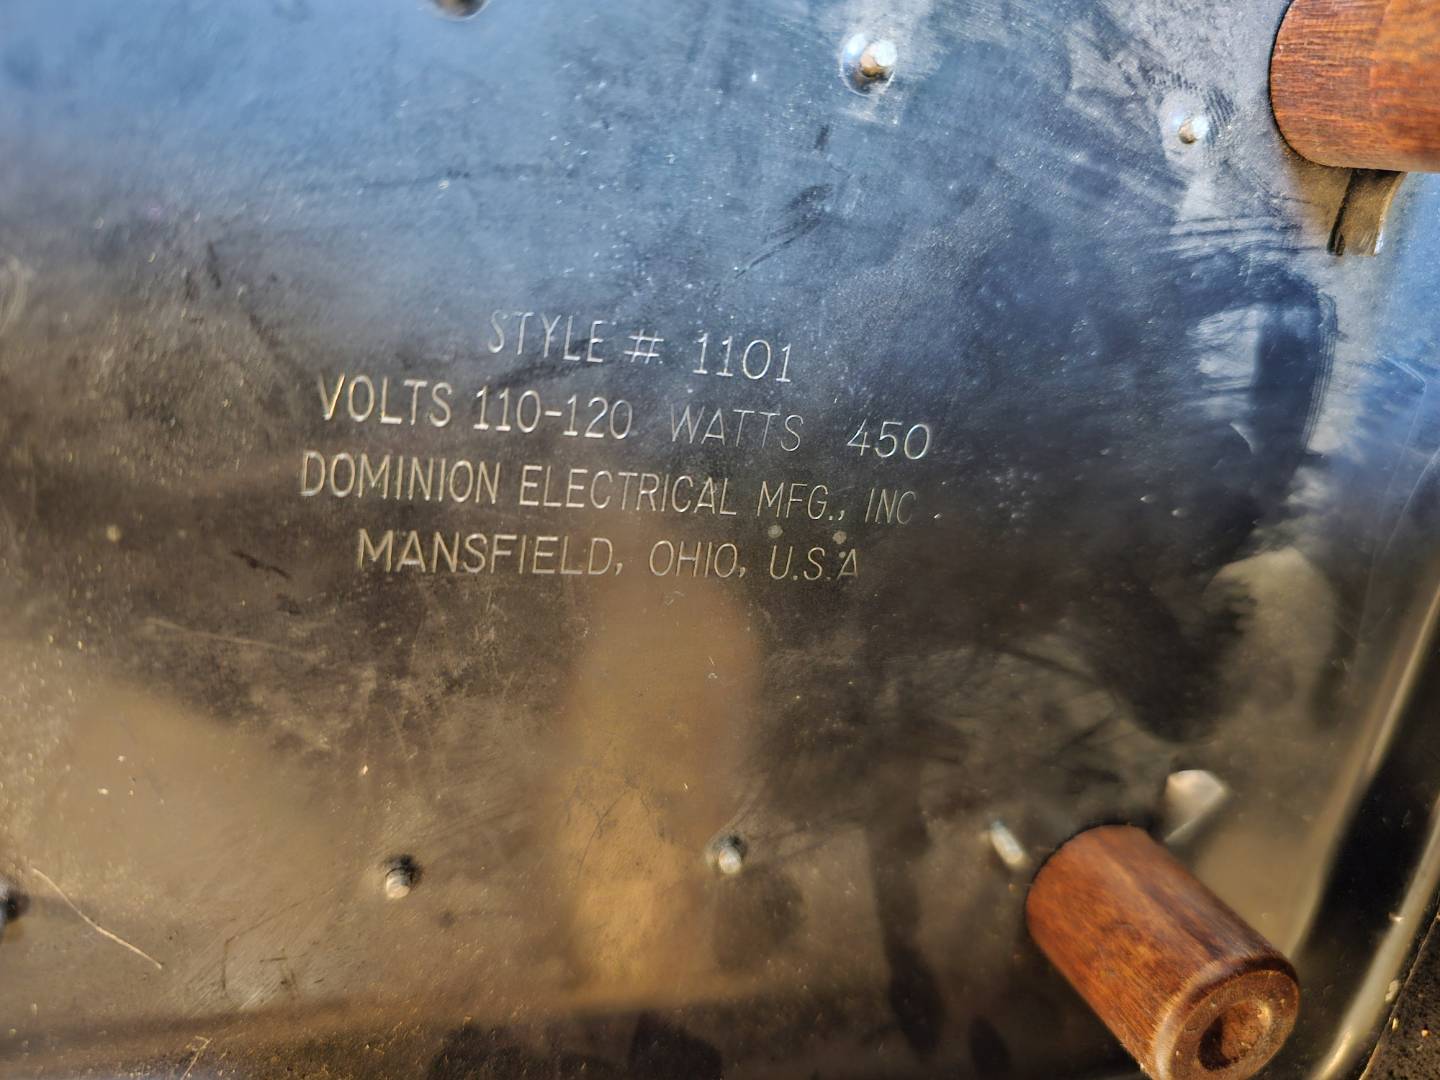 STYLE # 1101
VOLTS 110-120 WATTS 450
DOMINION ELECTRICAL MFG., INC.
MANSFIELD, OHIO, U.S.A